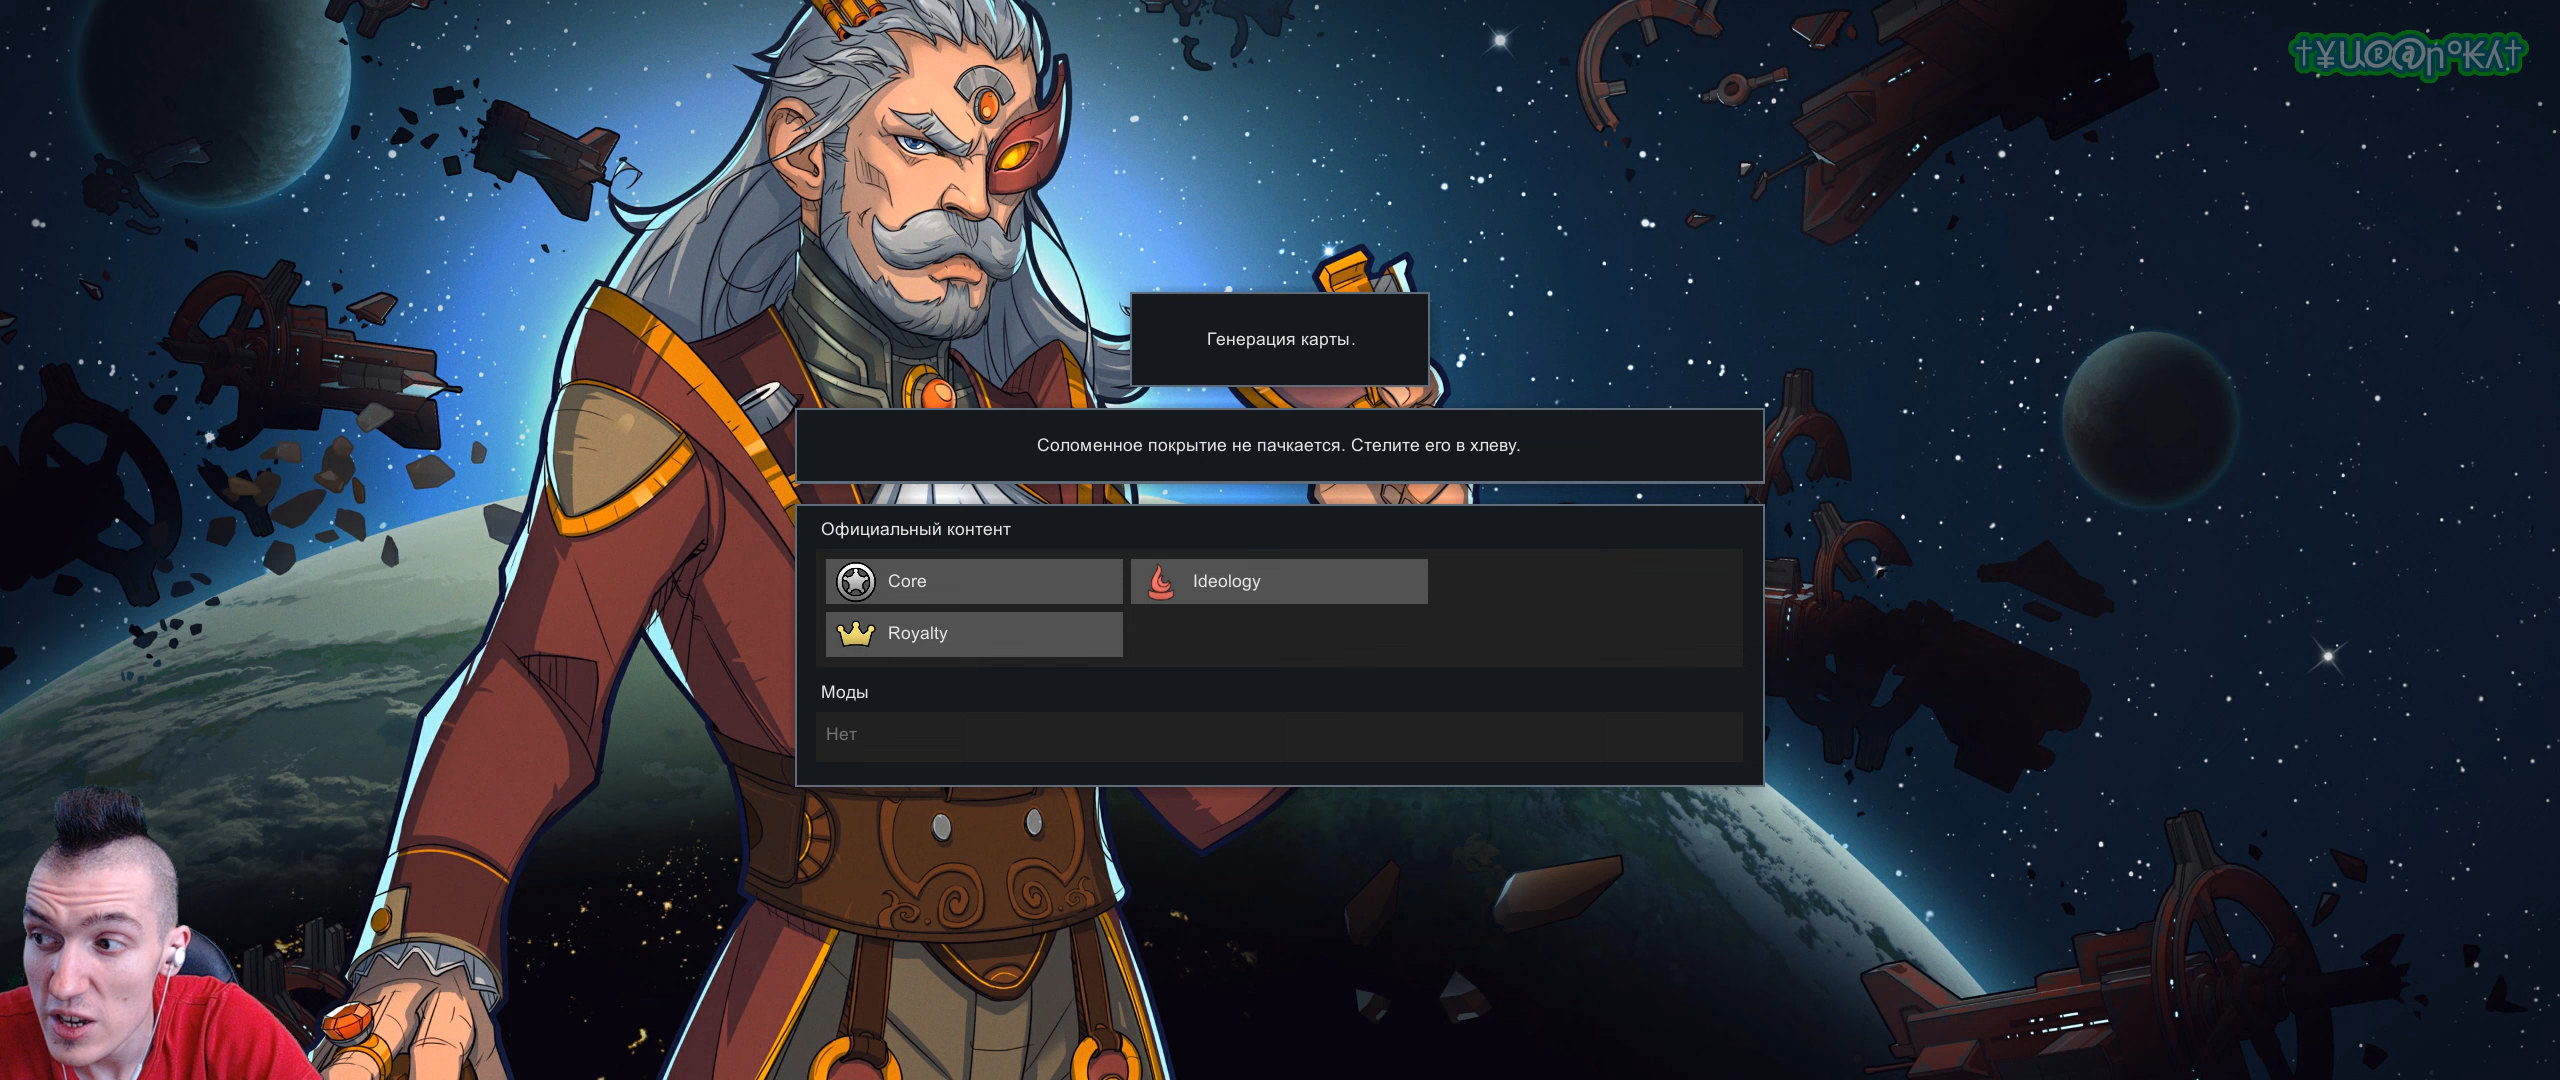 †¥U®@η°₭ʎ†
Генерация карты.
Соломенное покрытие не пачкается. Стелите его в хлеву.
Официальный контент
Core
Ideology
Royalty
Моды
Нет